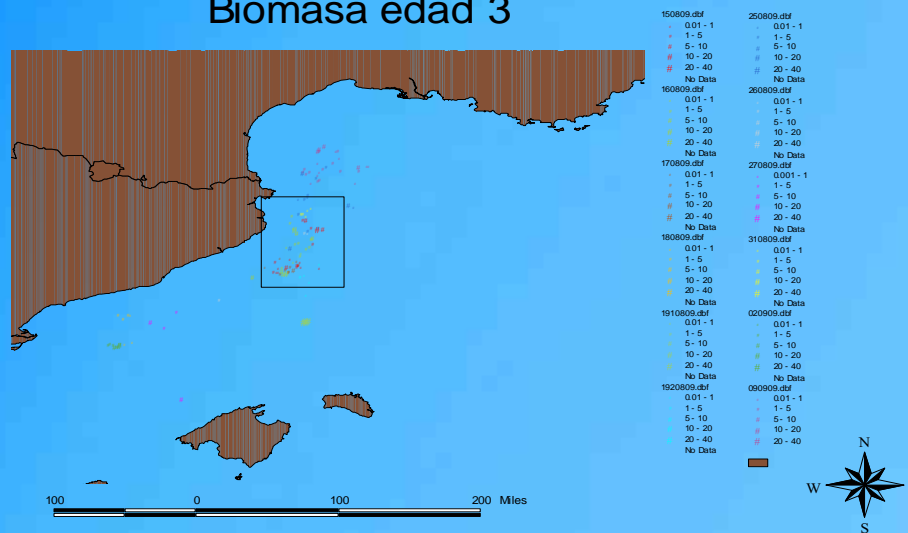 Biomasa edad 3
150809.dbf
0.01 - 1
1 - 5
5 - 10
# 10 - 20
# 20 - 40
No Data
160809.dbf
0.01 - 1
1 - 5
5 - 10
# 10 - 20
# 20 - 40
No Data
170809.dbf
0.01 - 1
1 - 5
5 - 10
# 10 - 20
# 20 - 40
No Data
180809.dbf
0.01 - 1
1 - 5
5 - 10
# 10 - 20
# 20 - 40
No Data
1910809.dbf
0.01 - 1
1 - 5
5 - 10
# 10 - 20
# 20 - 40
No Data
1920809.dbf
0.01 - 1
1 - 5
5 - 10
# 10 - 20
# 20 - 40
No Data
250809.dbf
0.01 - 1
1 - 5
5 - 10
# 10 - 20
# 20 - 40
No Data
260809.dbf
0.01 - 1
1 - 5
5 - 10
# 10 - 20
# 20 - 40
No Data
270809.dbf
0.001 - 1
1 - 5
5 - 10
# 10 - 20
# 20 - 40
No Data
310809.dbf
0.01 - 1
1 - 5
5 - 10
# 10 - 20
# 20 - 40
No Data
020909.dbf
0.01 - 1
1 - 5
5 - 10
# 10 - 20
# 20 - 40
No Data
090909.dbf
0.01 - 1
1 - 5
5 - 10
# 10 - 20
# 20 - 40
N
W
S
100 0 100 200 Miles